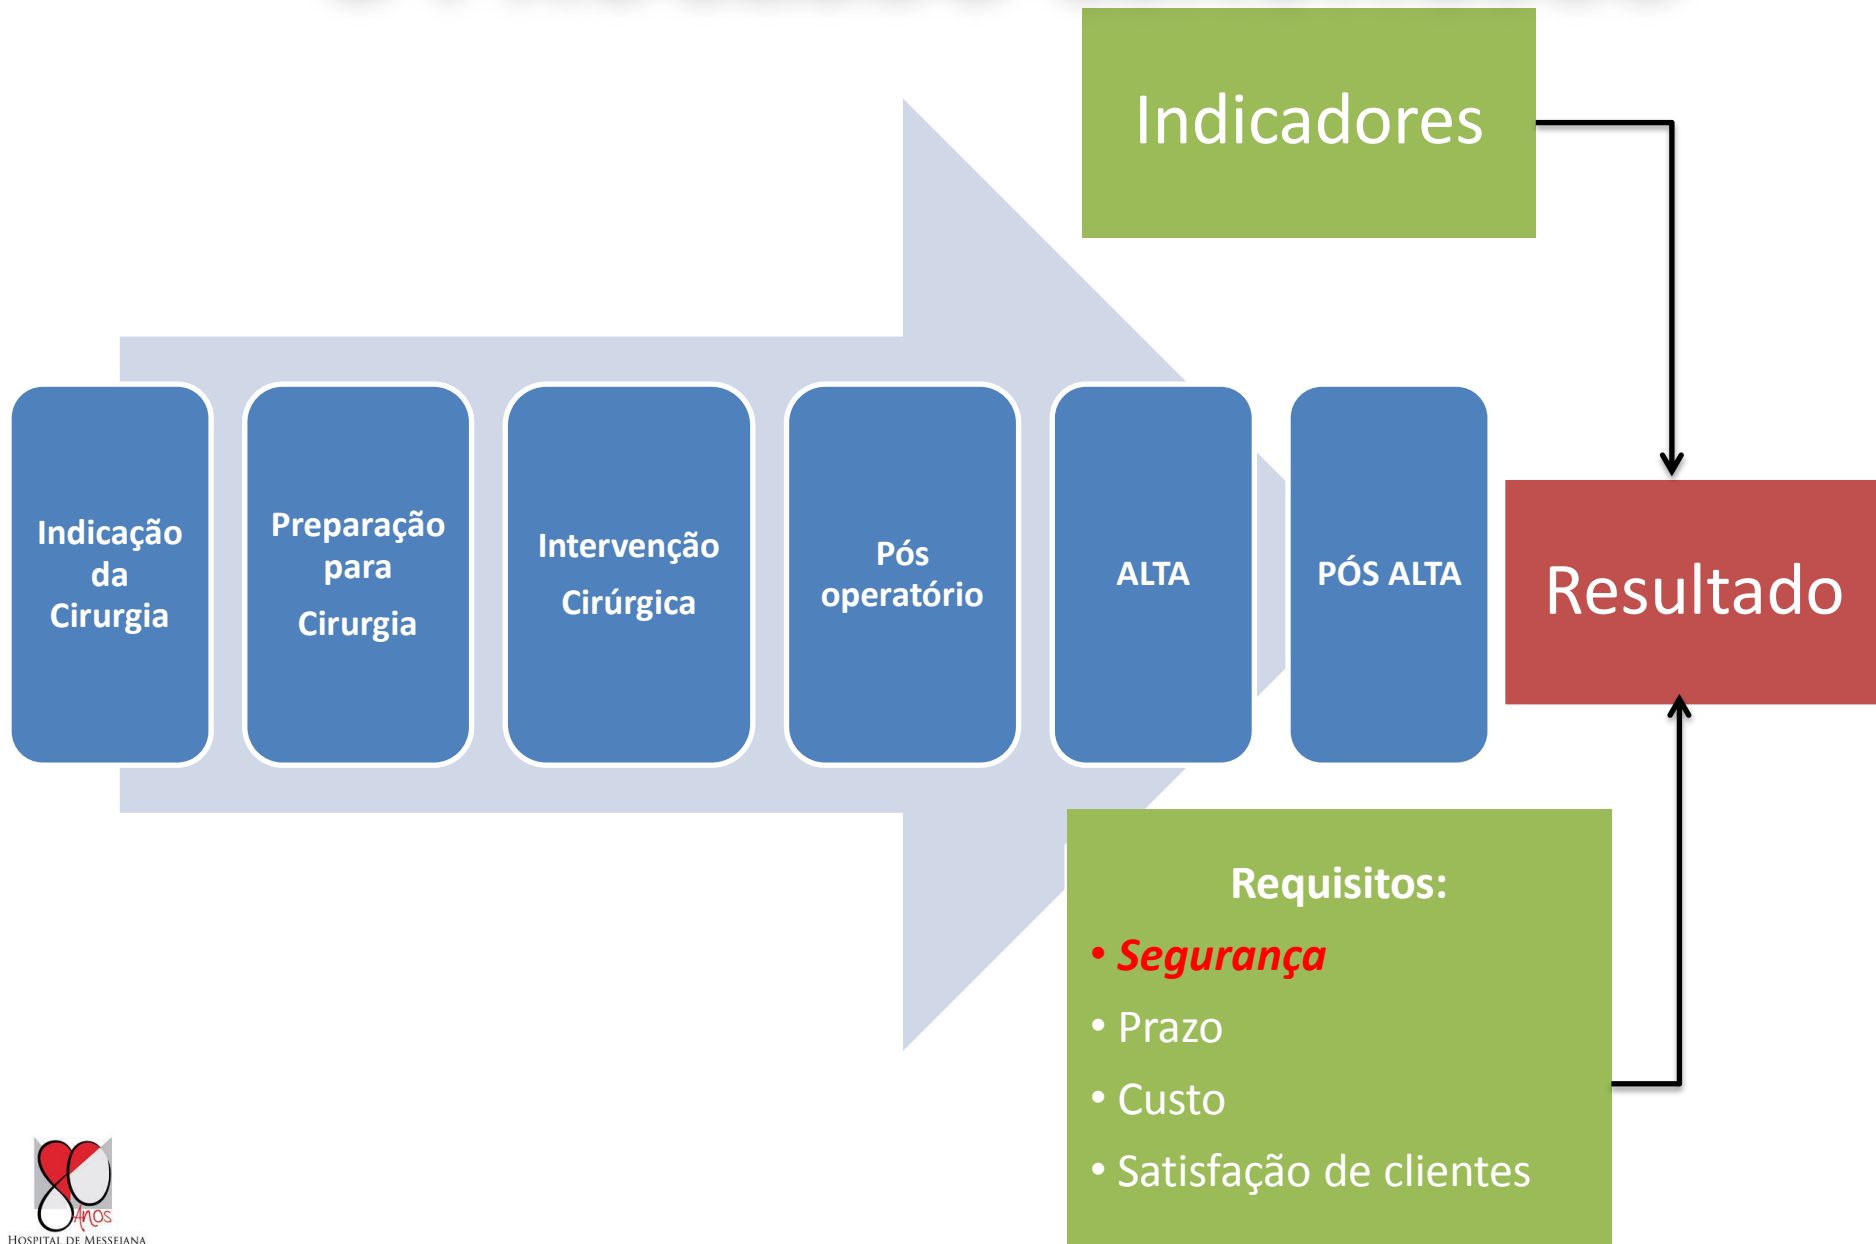 Indicadores
Indicação
da
Cirurgia
Preparação
para
Cirurgia
Intervenção
Cirúrgica
Pós
operatório
ALTA
PÓS ALTA
Resultado
Requisitos:
• Segurança
• Prazo
• Custo
• Satisfação de clientes
80
Anos
HOSPITAL DE MESSEJANA